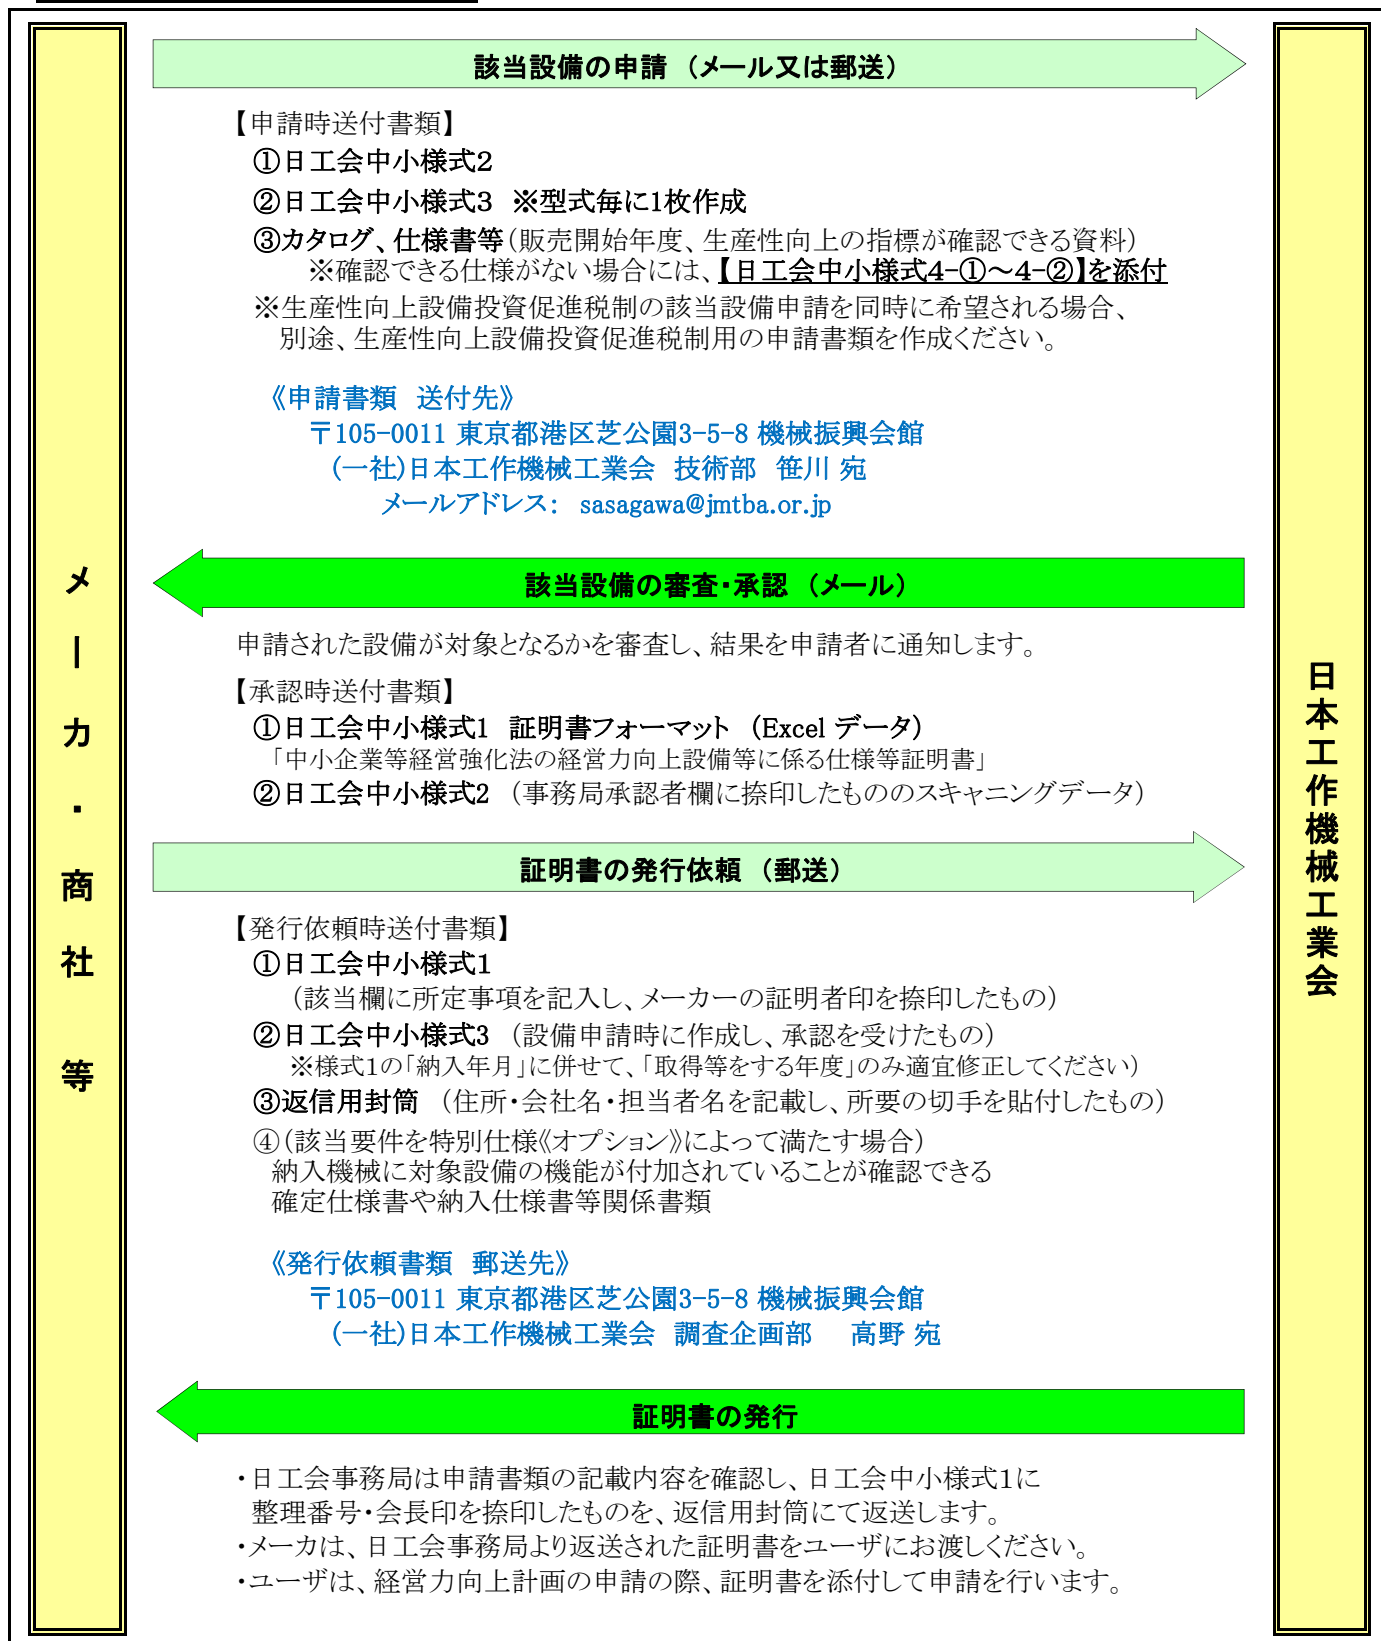 該当設備の申請 （メール又は郵送）
【申請時送付書類】
①日工会中小様式2
②日工会中小様式3 ※型式毎に1枚作成
③カタログ、仕様書等（販売開始年度、生産性向上の指標が確認できる資料）
※確認できる仕様がない場合には、【日工会中小様式4-①～4-②】を添付
※生産性向上設備投資促進税制の該当設備申請を同時に希望される場合、
別途、生産性向上設備投資促進税制用の申請書類を作成ください。
《申請書類 送付先》
〒105-0011 東京都港区芝公園3-5-8 機械振興会館
(一社)日本工作機械工業会 技術部 笹川 宛
メールアドレス： sasagawa@jmtba.or.jp
該当設備の審査・承認 （メール）
申請された設備が対象となるかを審査し、結果を申請者に通知します。
【承認時送付書類】
①日工会中小様式1 証明書フォーマット （Excel データ）
「中小企業等経営強化法の経営力向上設備等に係る仕様等証明書」
②日工会中小様式2 （事務局承認者欄に捺印したもののスキャニングデータ）
証明書の発行依頼 （郵送）
【発行依頼時送付書類】
①日工会中小様式1
（該当欄に所定事項を記入し、メーカーの証明者印を捺印したもの）
②日工会中小様式3 （設備申請時に作成し、承認を受けたもの）
※様式1の「納入年月」に併せて、「取得等をする年度」のみ適宜修正してください）
③返信用封筒 （住所・会社名・担当者名を記載し、所要の切手を貼付したもの）
④（該当要件を特別仕様《オプション》によって満たす場合）
納入機械に対象設備の機能が付加されていることが確認できる
確定仕様書や納入仕様書等関係書類
《発行依頼書類 郵送先》
〒105-0011 東京都港区芝公園3-5-8 機械振興会館
(一社)日本工作機械工業会 調査企画部 高野 宛
証明書の発行
・日工会事務局は申請書類の記載内容を確認し、日工会中小様式1に
整理番号・会長印を捺印したものを、返信用封筒にて返送します。
・メーカは、日工会事務局より返送された証明書をユーザにお渡しください。
・ユーザは、経営力向上計画の申請の際、証明書を添付して申請を行います。
メーカ・商社 等
日本工作機械工業会